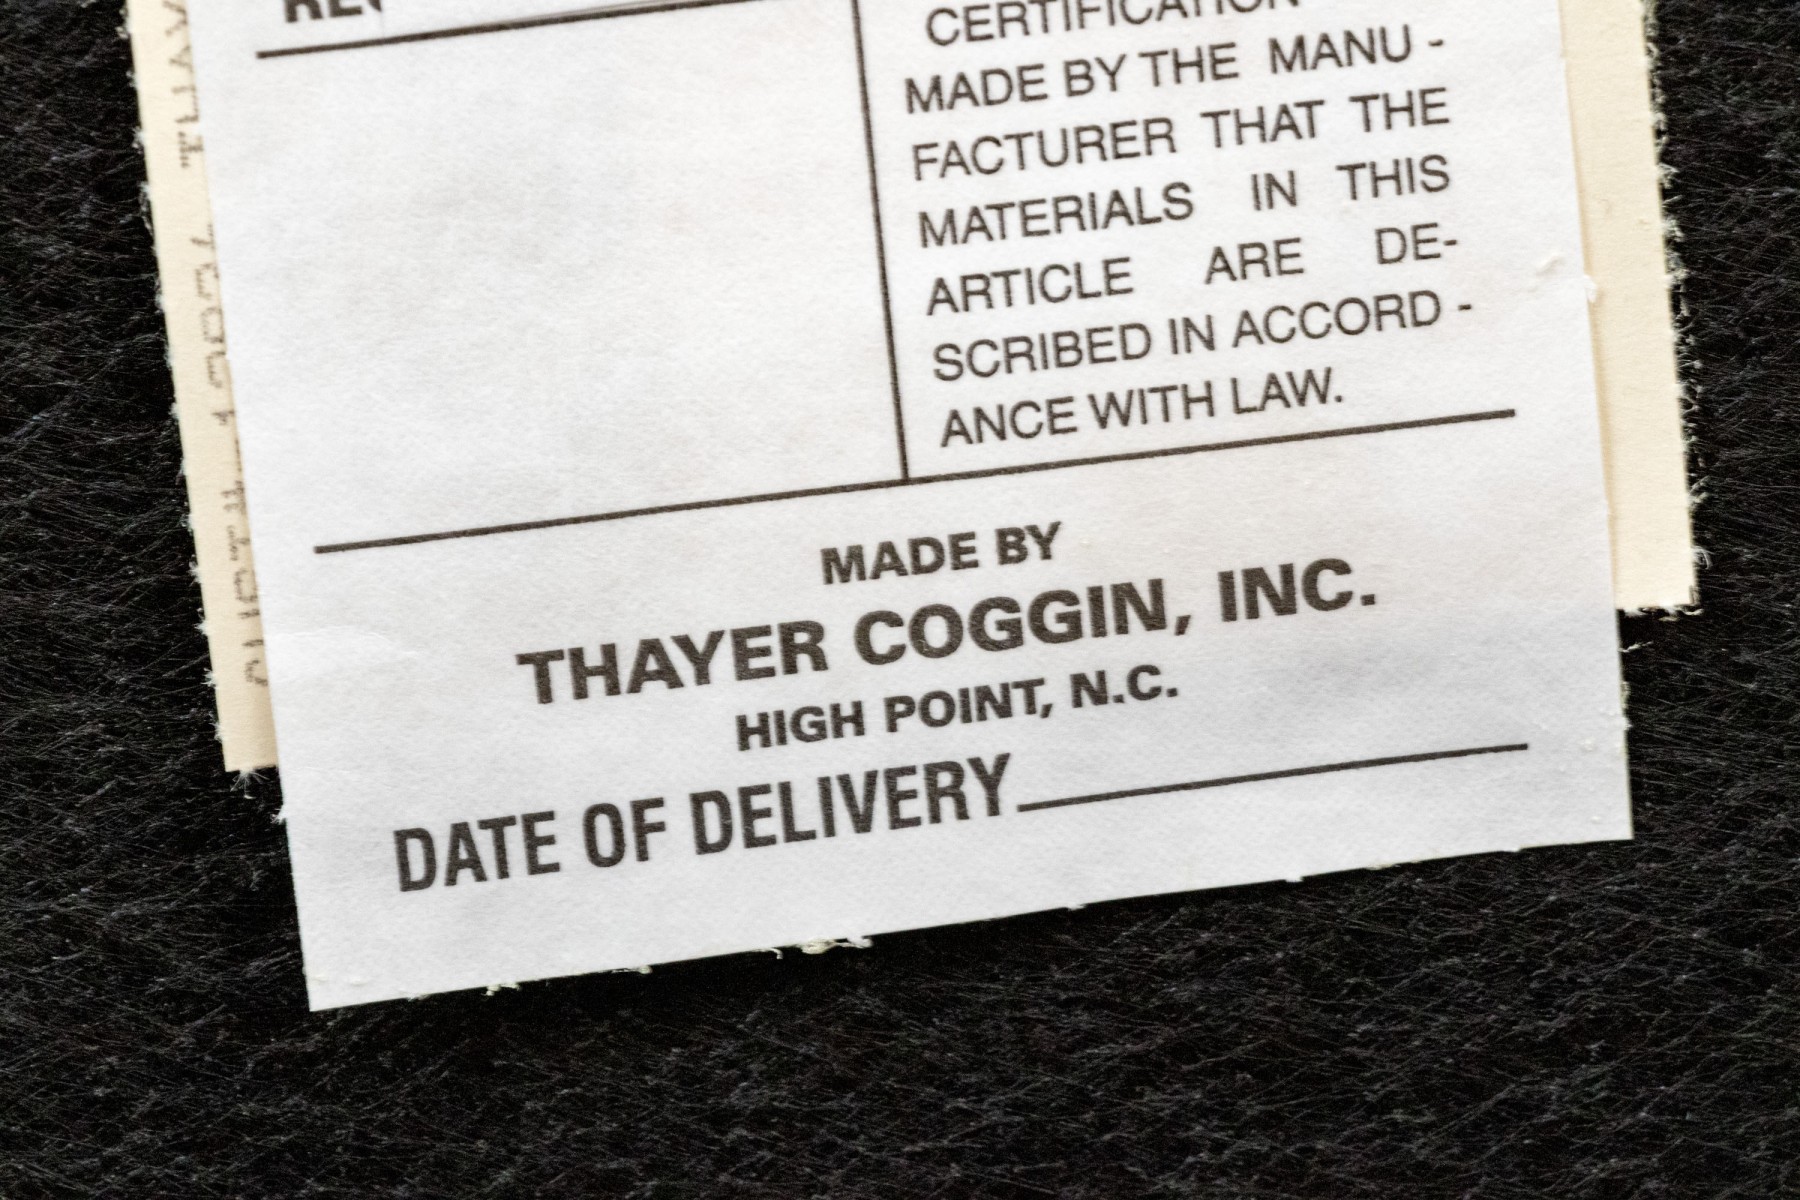 CERTIFICATION
MADE BY THE MANU -
FACTURER THAT THE
MATERIALS IN THIS
ARTICLE ARE DE-
SCRIBED IN ACCORD -
ANCE WITH LAW.
MADE BY
THAYER COGGIN, INC.
HIGH POINT, N.C.
DATE OF DELIVERY